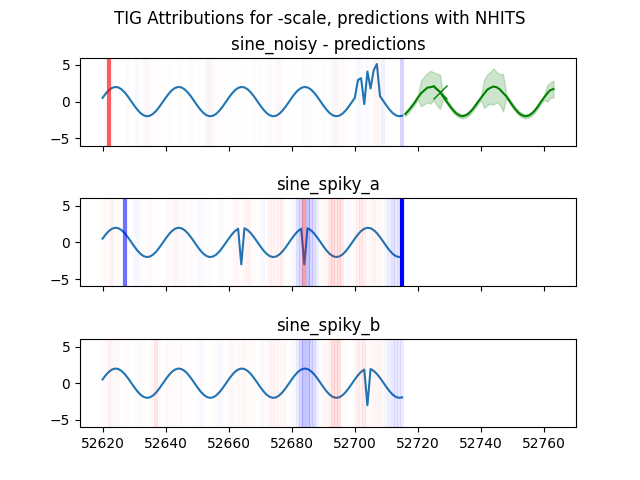 TIG Attributions for -scale, predictions with NHITS
sine_noisy - predictions
5
0
−5
sine_spiky_a
5
0
−5
sine_spiky_b
5
0
−5
52620 52640 52660 52680 52700 52720 52740 52760